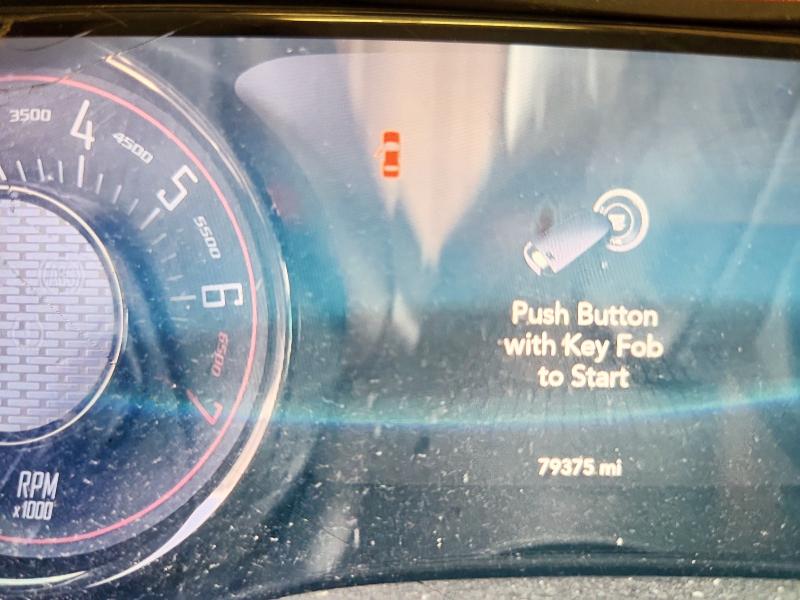 3500
4
4500
5
5500
6
6500
7
RPM
x1000
Push Button
with Key Fob
to Start
79375 mi